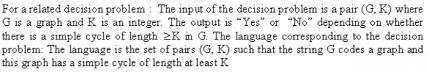 For a related decision problem : The input of the decision problem is a pair (G, K) where
G is a graph and K is an integer. The output is “Yes” or “No” depending on whether
there is a simple cycle of length ≥K in G. The language corresponding to the decision
problem: The language is the set of pairs (G, K) such that the string G codes a graph and
this graph has a simple cycle of length at least K